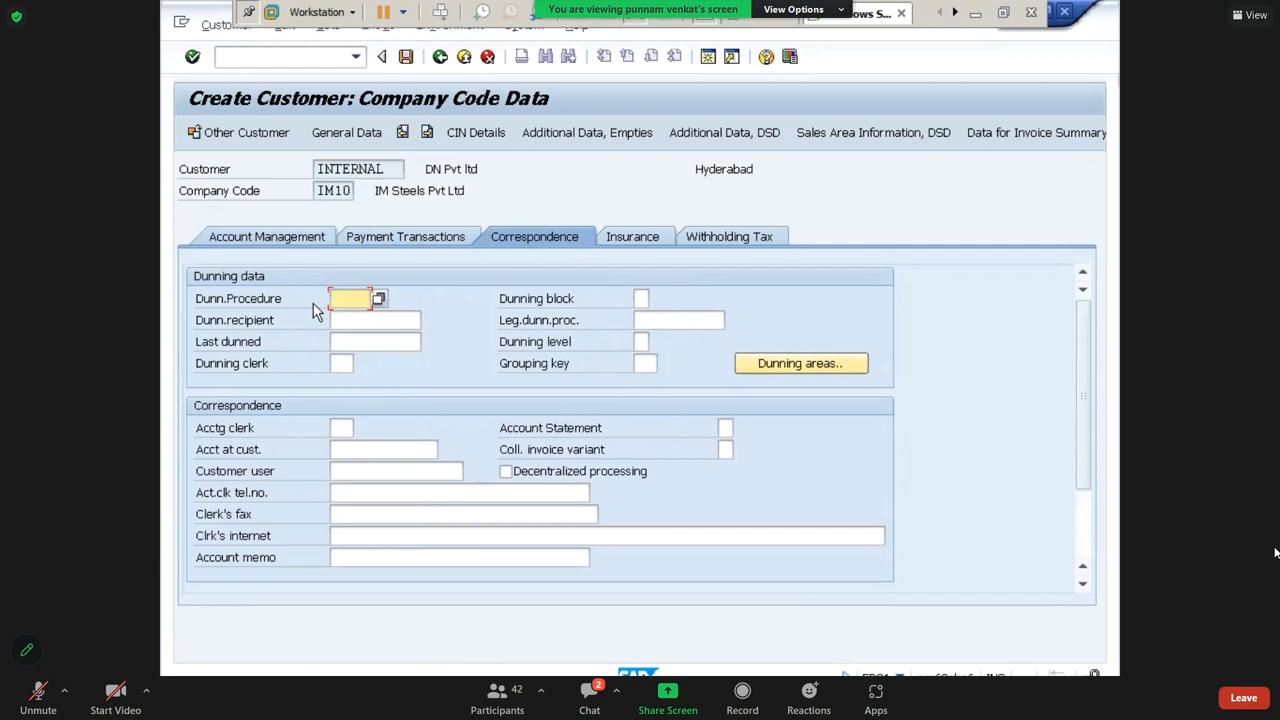 You are viewing punnam venkat's screen
View Options
View
Workstation
Create Customer: Company Code Data
Other Customer General Data CIN Details Additional Data, Empties Additional Data, DSD Sales Area Information, DSD Data for Invoice Summary
Customer INTERNAL DN Pvt ltd Hyderabad
Company Code IM10 IM Steels Pvt Ltd
Account Management Payment Transactions Correspondence Insurance Withholding Tax
Dunning data
Dunn.Procedure Dunning block
Dunn.recipient Leg.dunn.proc.
Last dunned Dunning level
Dunning clerk Grouping key Dunning areas..
Correspondence
Acctg clerk Account Statement
Acct at cust. Coll. invoice variant
Customer user Decentralized processing
Act.clk tel.no.
Clerk's fax
Clrk's internet
Account memo
SAP
42 2
Unmute Start Video Participants Chat Share Screen Record Reactions Apps Leave